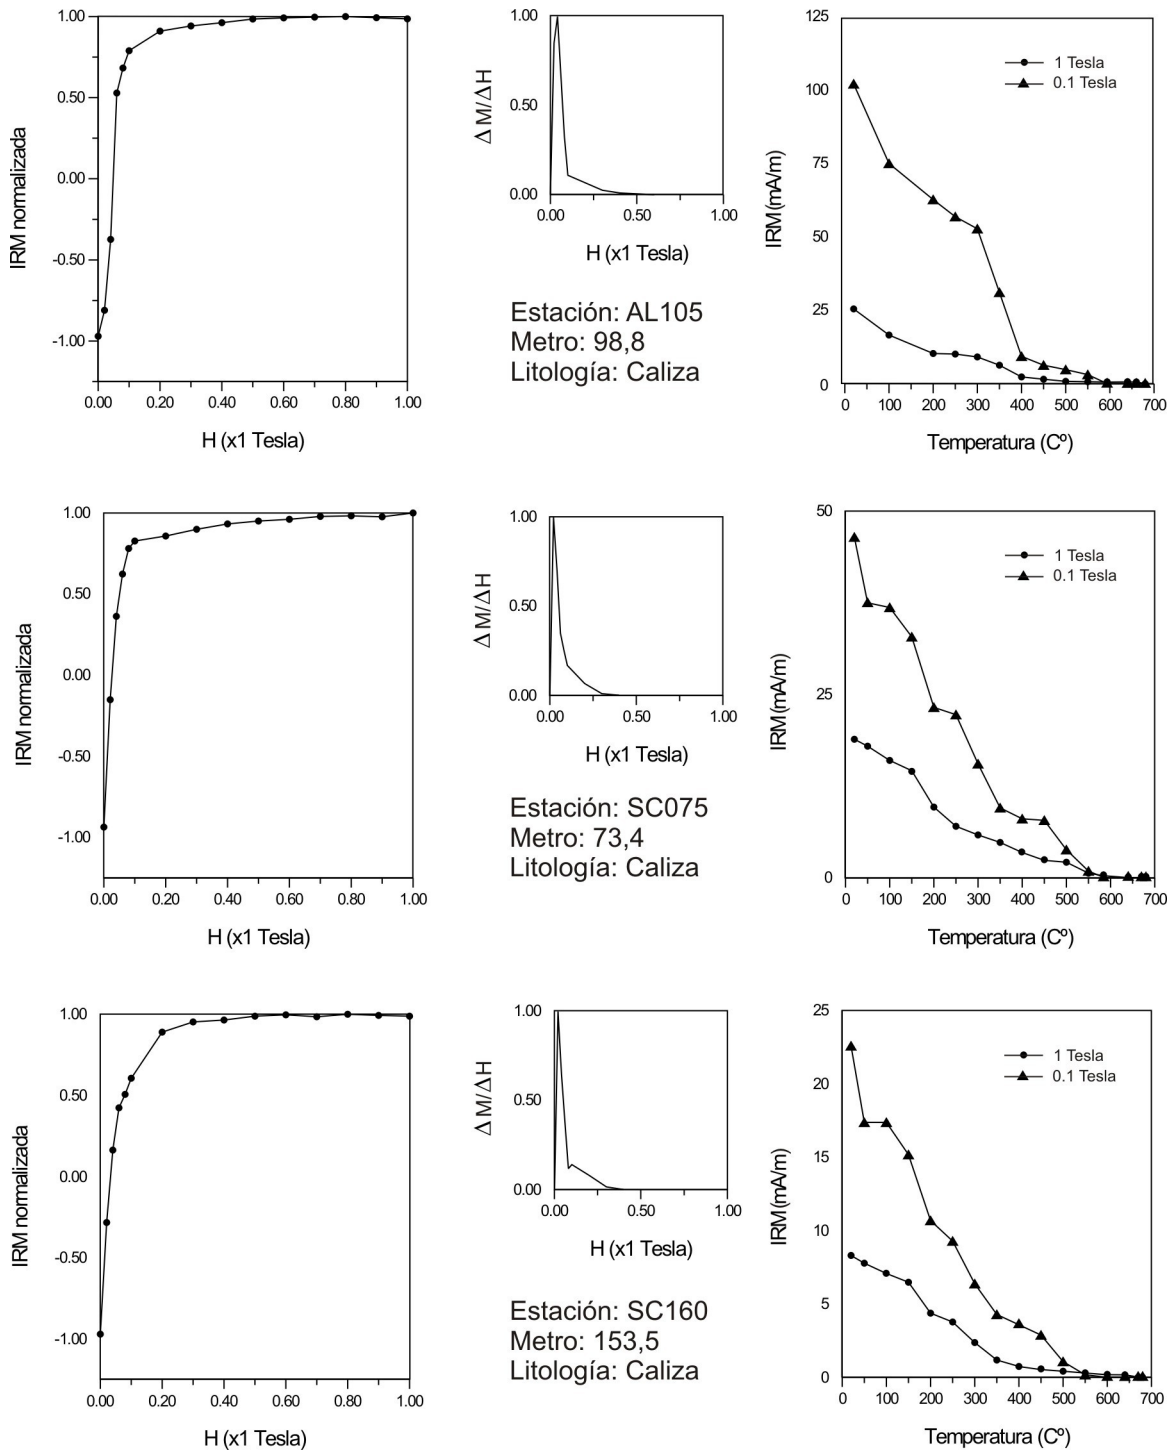 1.00
0.50
0.00
-0.50
-1.00
IRM normalizada
0.00 0.20 0.40 0.60 0.80 1.00
H (x1 Tesla)
1.00
0.50
0.00
Δ M/ΔH
0.00 0.50 1.00
H (x1 Tesla)
Estación: AL105
Metro: 98,8
Litología: Caliza
125
100
75
50
25
0
IRM (mA/m)
1 Tesla
0.1 Tesla
0 100 200 300 400 500 600 700
Temperatura (Cº)
1.00
0.50
0.00
-0.50
-1.00
IRM normalizada
0.00 0.20 0.40 0.60 0.80 1.00
H (x1 Tesla)
1.00
0.50
0.00
Δ M/ΔH
0.00 0.50 1.00
H (x1 Tesla)
Estación: SC075
Metro: 73,4
Litología: Caliza
50
25
0
IRM (mA/m)
1 Tesla
0.1 Tesla
0 100 200 300 400 500 600 700
Temperatura (Cº)
1.00
0.50
0.00
-0.50
-1.00
IRM normalizada
0.00 0.20 0.40 0.60 0.80 1.00
H (x1 Tesla)
1.00
0.50
0.00
Δ M/ΔH
0.00 0.50 1.00
H (x1 Tesla)
Estación: SC160
Metro: 153,5
Litología: Caliza
25
20
15
10
5
0
IRM (mA/m)
1 Tesla
0.1 Tesla
0 100 200 300 400 500 600 700
Temperatura (Cº)